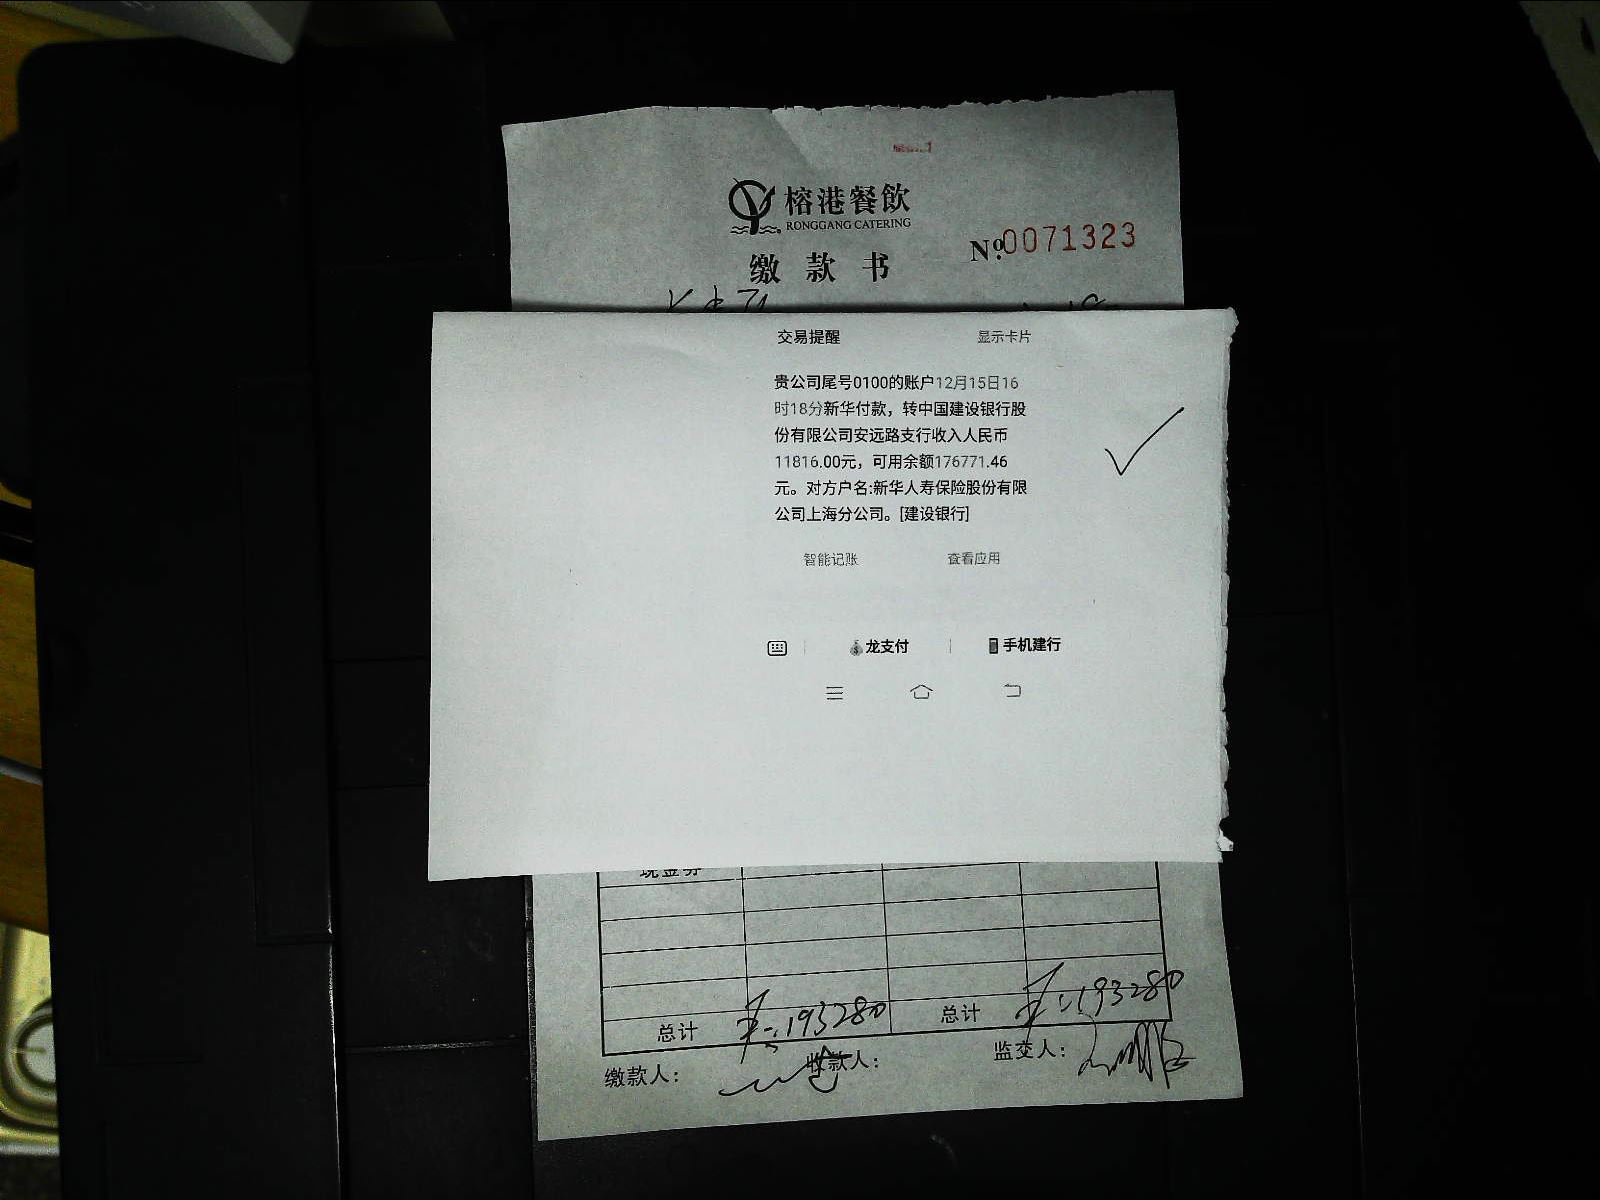 榕港餐飲
RONGGANG CATERING
№0071323
缴款书
交易提醒 显示卡片
贵公司尾号0100的账户12月15日16
时18分新华付款，转中国建设银行股
份有限公司安远路支行收入人民币
11816.00元，可用余额176771.46
元。对方户名:新华人寿保险股份有限
公司上海分公司。[建设银行]
智能记账 查看应用
龙支付 手机建行
现金券
总计 193280 总计 193280
缴款人： 收款人： 监交人：